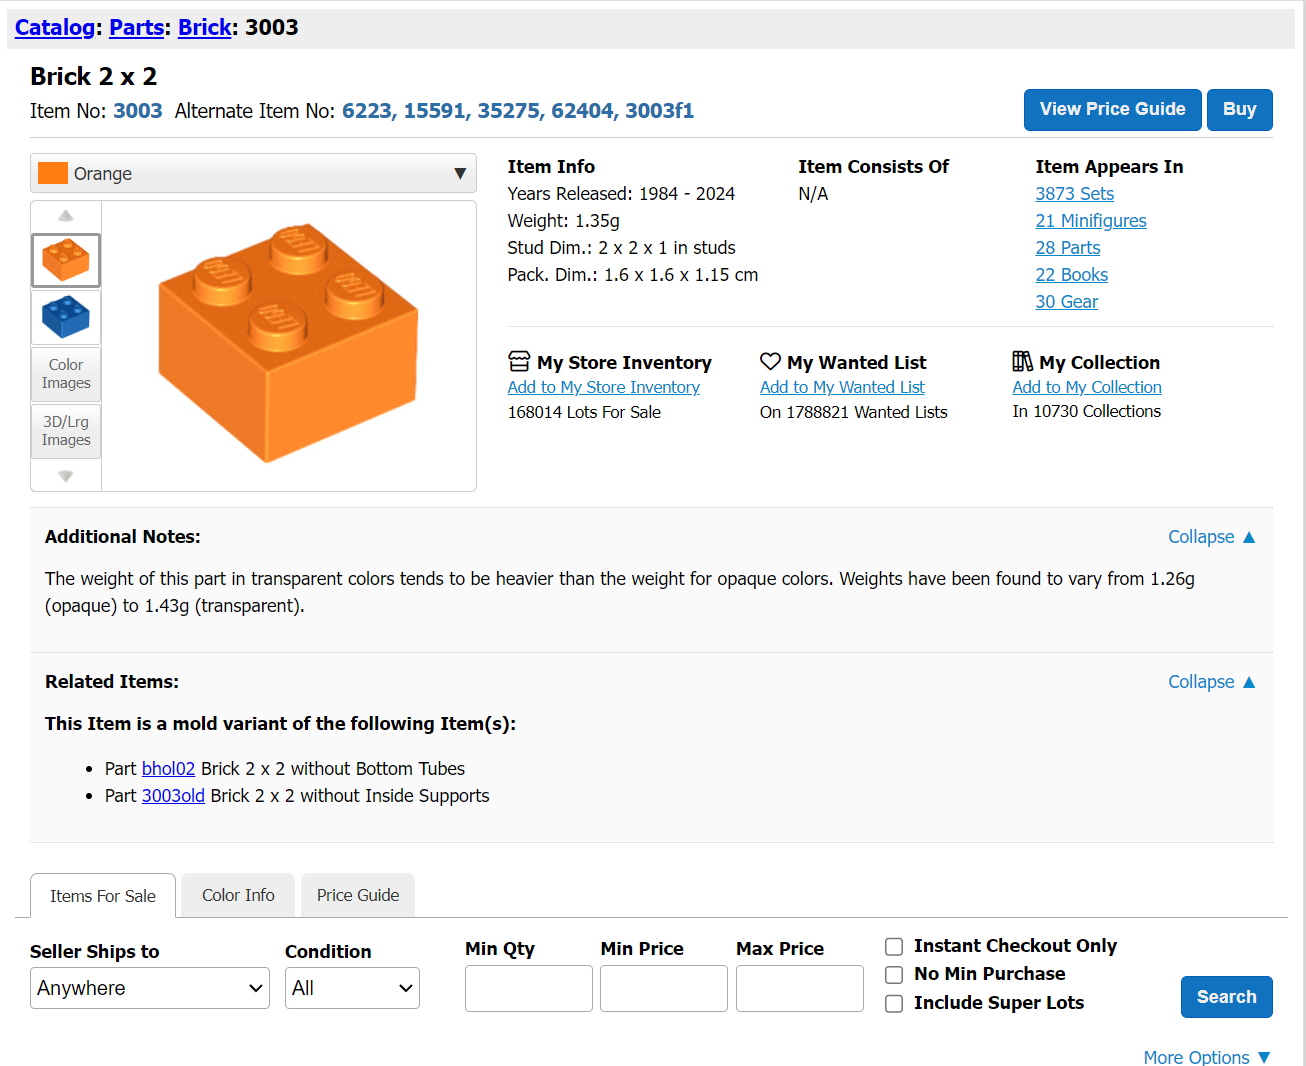 Catalog: Parts: Brick: 3003
Brick 2 x 2
Item No: 3003 Alternate Item No: 6223, 15591, 35275, 62404, 3003f1
View Price Guide
Buy
Orange
Color
Images
3D/Lrg
Images
Item Info
Years Released: 1984 - 2024
Weight: 1.35g
Stud Dim.: 2 x 2 x 1 in studs
Pack. Dim.: 1.6 x 1.6 x 1.15 cm
Item Consists Of
N/A
Item Appears In
3873 Sets
21 Minifigures
28 Parts
22 Books
30 Gear
My Store Inventory
Add to My Store Inventory
168014 Lots For Sale
My Wanted List
Add to My Wanted List
On 1788821 Wanted Lists
My Collection
Add to My Collection
In 10730 Collections
Additional Notes:
Collapse ▲
The weight of this part in transparent colors tends to be heavier than the weight for opaque colors. Weights have been found to vary from 1.26g
(opaque) to 1.43g (transparent).
Related Items:
Collapse ▲
This Item is a mold variant of the following Item(s):
• Part bhol02 Brick 2 x 2 without Bottom Tubes
• Part 3003old Brick 2 x 2 without Inside Supports
Items For Sale
Color Info
Price Guide
Seller Ships to
Anywhere
Condition
All
Min Qty
Min Price
Max Price
Instant Checkout Only
No Min Purchase
Include Super Lots
Search
More Options ▼